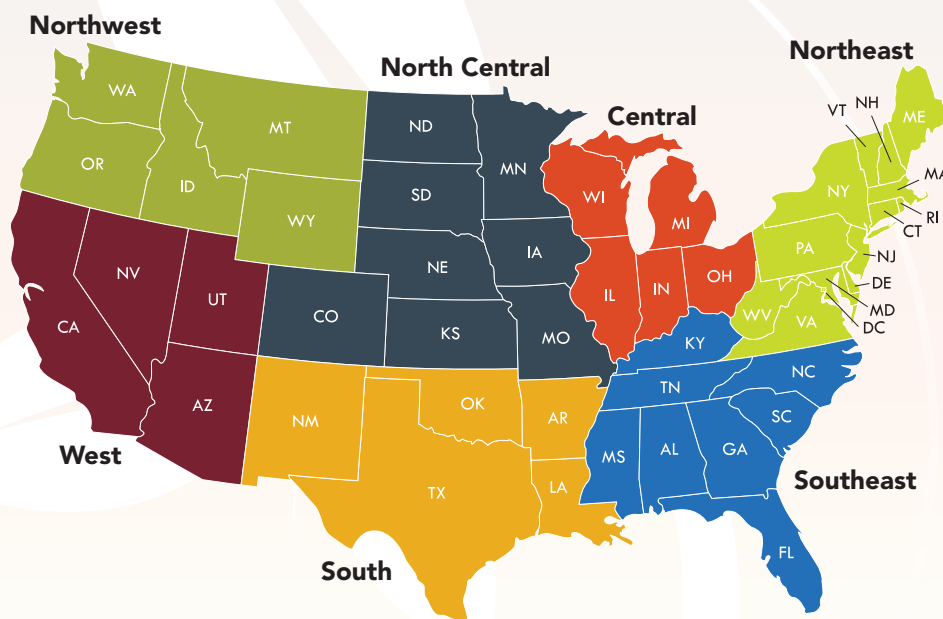 Northwest
North Central
Northeast
Central
West
South
Southeast
WA
OR
ID
MT
WY
CA
NV
UT
AZ
ND
SD
NE
KS
CO
MN
IA
MO
WI
MI
IL
IN
OH
NM
TX
OK
AR
LA
KY
TN
MS
AL
GA
NC
SC
FL
VT
NH
ME
NY
MA
RI
CT
PA
NJ
DE
MD
DC
WV
VA